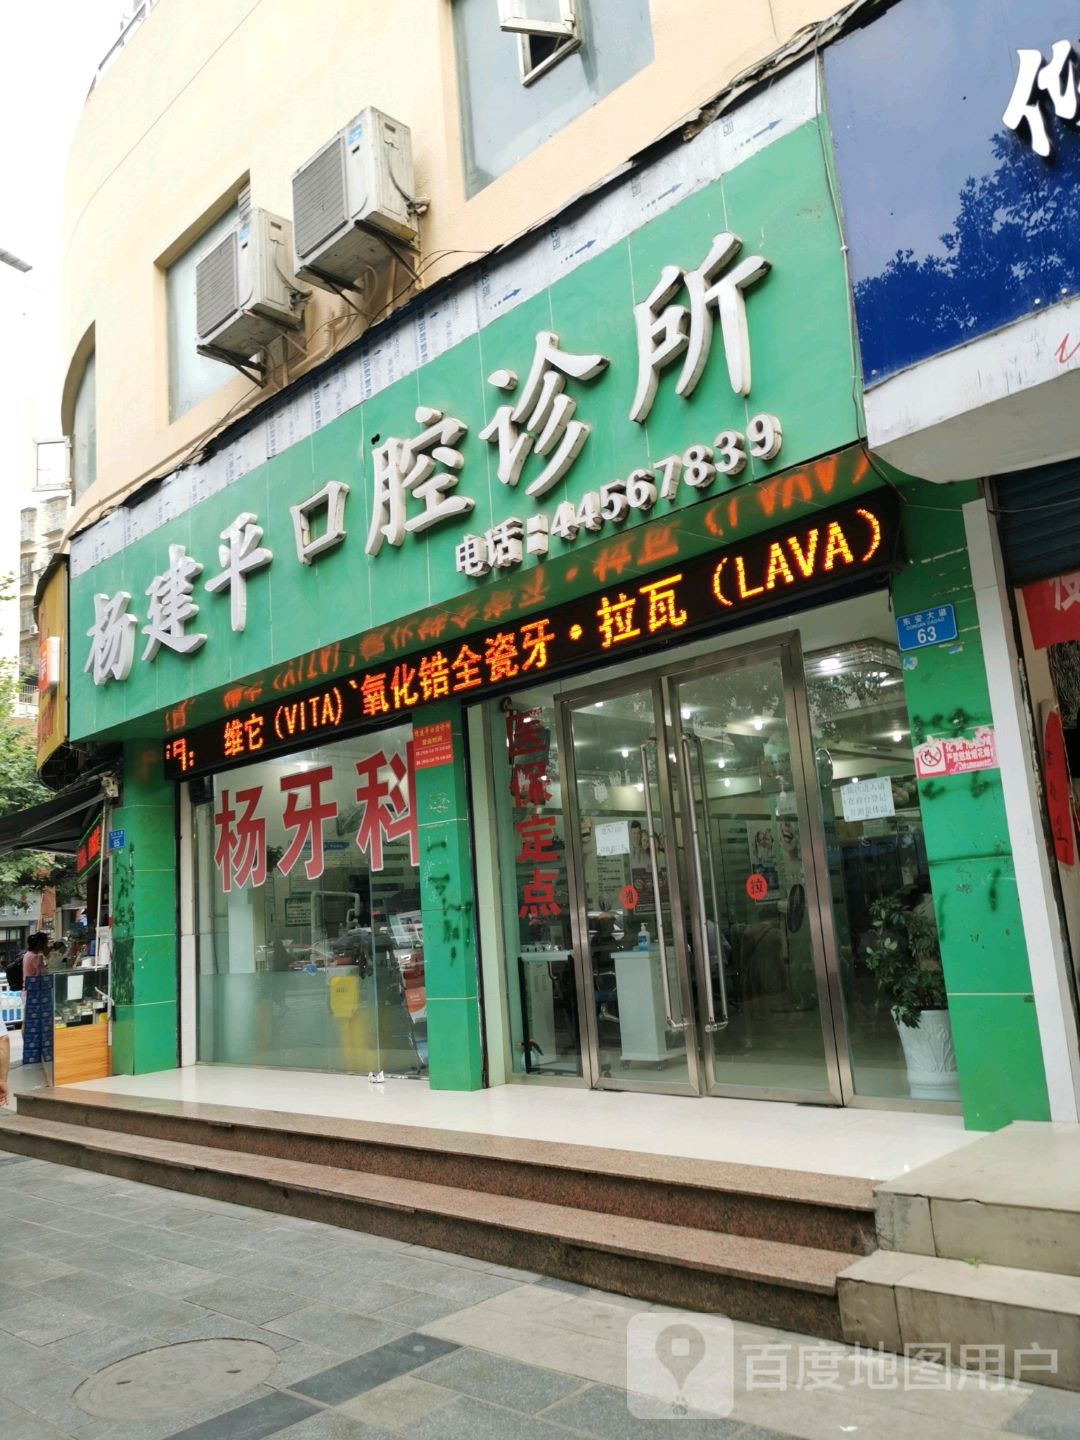 杨建平口腔诊所
电话:44567839
维它(VITA)`氧化锆全瓷牙·拉瓦(LAVA)
杨牙科
医保定点
东安大道
63
拉
65
百度地图用户